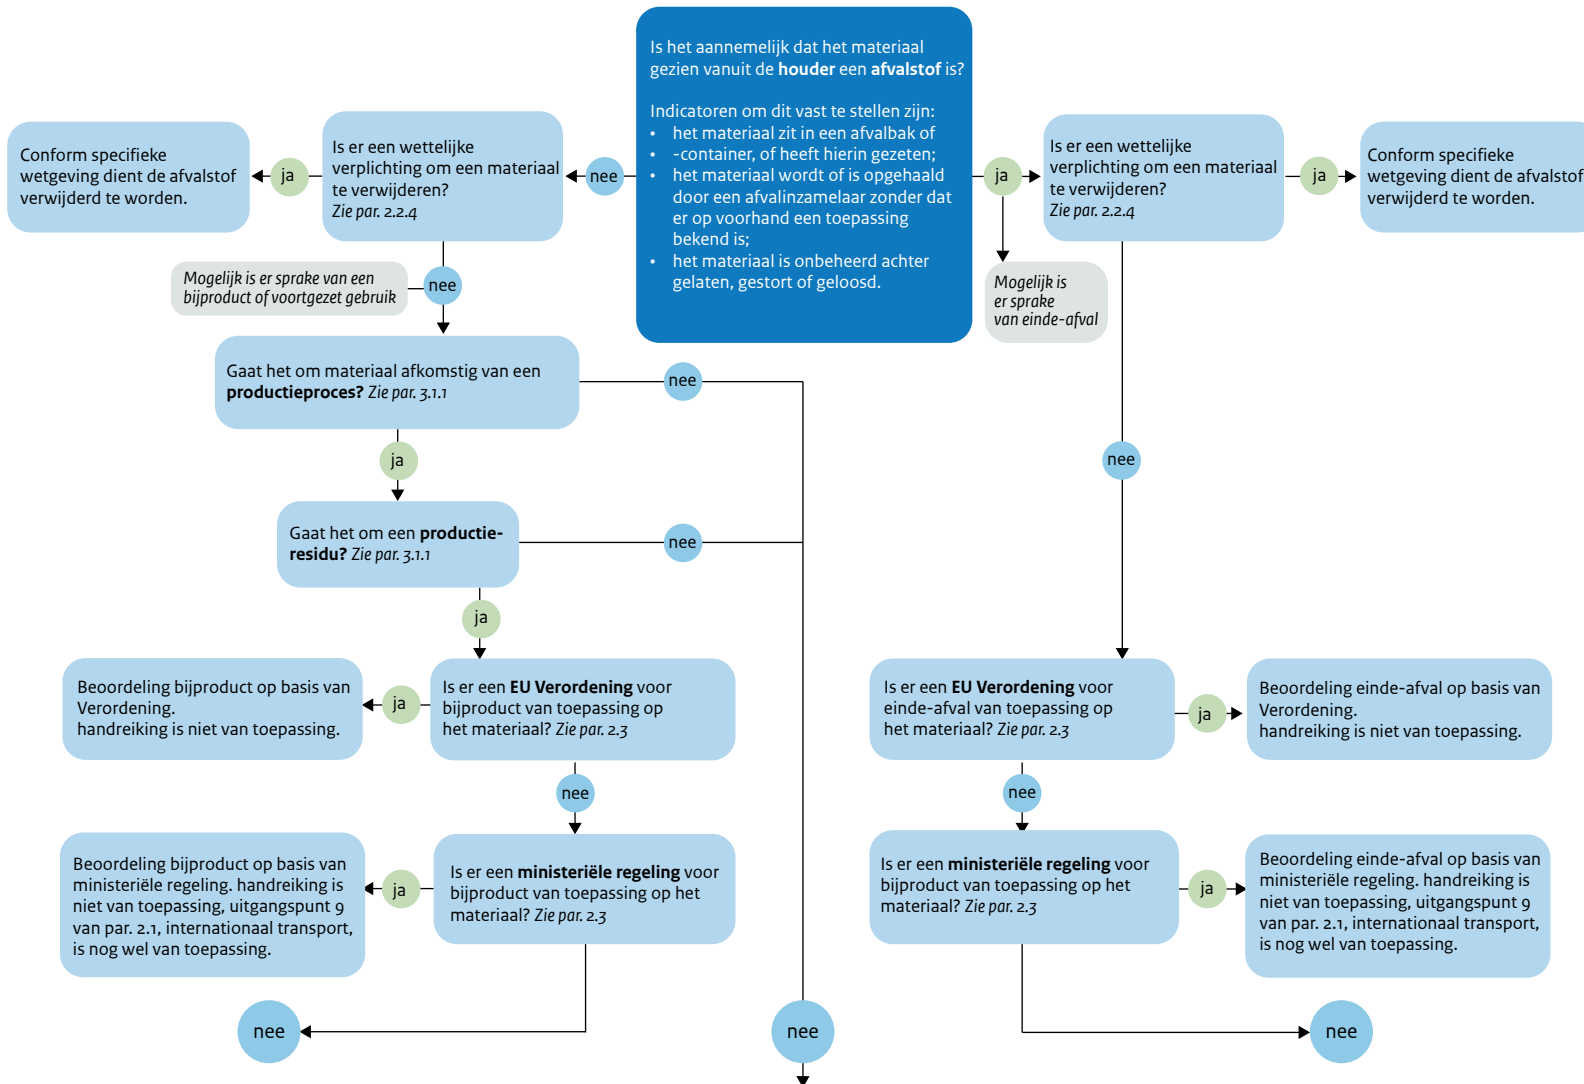 Is het aannemelijk dat het materiaal
gezien vanuit de houder een afvalstof is?
Indicatoren om dit vast te stellen zijn:
• het materiaal zit in een afvalbak of
• -container, of heeft hierin gezeten;
• het materiaal wordt of is opgehaald
door een afvalinzamelaar zonder dat
er op voorhand een toepassing
bekend is;
• het materiaal is onbeheerd achter
gelaten, gestort of geloosd.
nee
Is er een wettelijke
verplichting om een materiaal
te verwijderen?
Zie par. 2.2.4
ja
Conform specifieke
wetgeving dient de afvalstof
verwijderd te worden.
ja
Is er een wettelijke
verplichting om een materiaal
te verwijderen?
Zie par. 2.2.4
ja
Conform specifieke
wetgeving dient de afvalstof
verwijderd te worden.
Mogelijk is er sprake van een
bijproduct of voortgezet gebruik
nee
Mogelijk is
er sprake
van einde-afval
Gaat het om materiaal afkomstig van een
productieproces? Zie par. 3.1.1
nee
ja
nee
Gaat het om een productie-
residu? Zie par. 3.1.1
nee
ja
Is er een EU Verordening voor
bijproduct van toepassing op
het materiaal? Zie par. 2.3
ja
Beoordeling bijproduct op basis van
Verordening.
handreiking is niet van toepassing.
Is er een EU Verordening voor
einde-afval van toepassing op
het materiaal? Zie par. 2.3
ja
Beoordeling einde-afval op basis van
Verordening.
handreiking is niet van toepassing.
nee
nee
Is er een ministeriële regeling voor
bijproduct van toepassing op het
materiaal? Zie par. 2.3
ja
Beoordeling bijproduct op basis van
ministeriële regeling. handreiking is
niet van toepassing, uitgangspunt 9
van par. 2.1, internationaal transport,
is nog wel van toepassing.
Is er een ministeriële regeling voor
bijproduct van toepassing op het
materiaal? Zie par. 2.3
ja
Beoordeling einde-afval op basis van
ministeriële regeling. handreiking is
niet van toepassing, uitgangspunt 9
van par. 2.1, internationaal transport,
is nog wel van toepassing.
nee
nee
nee